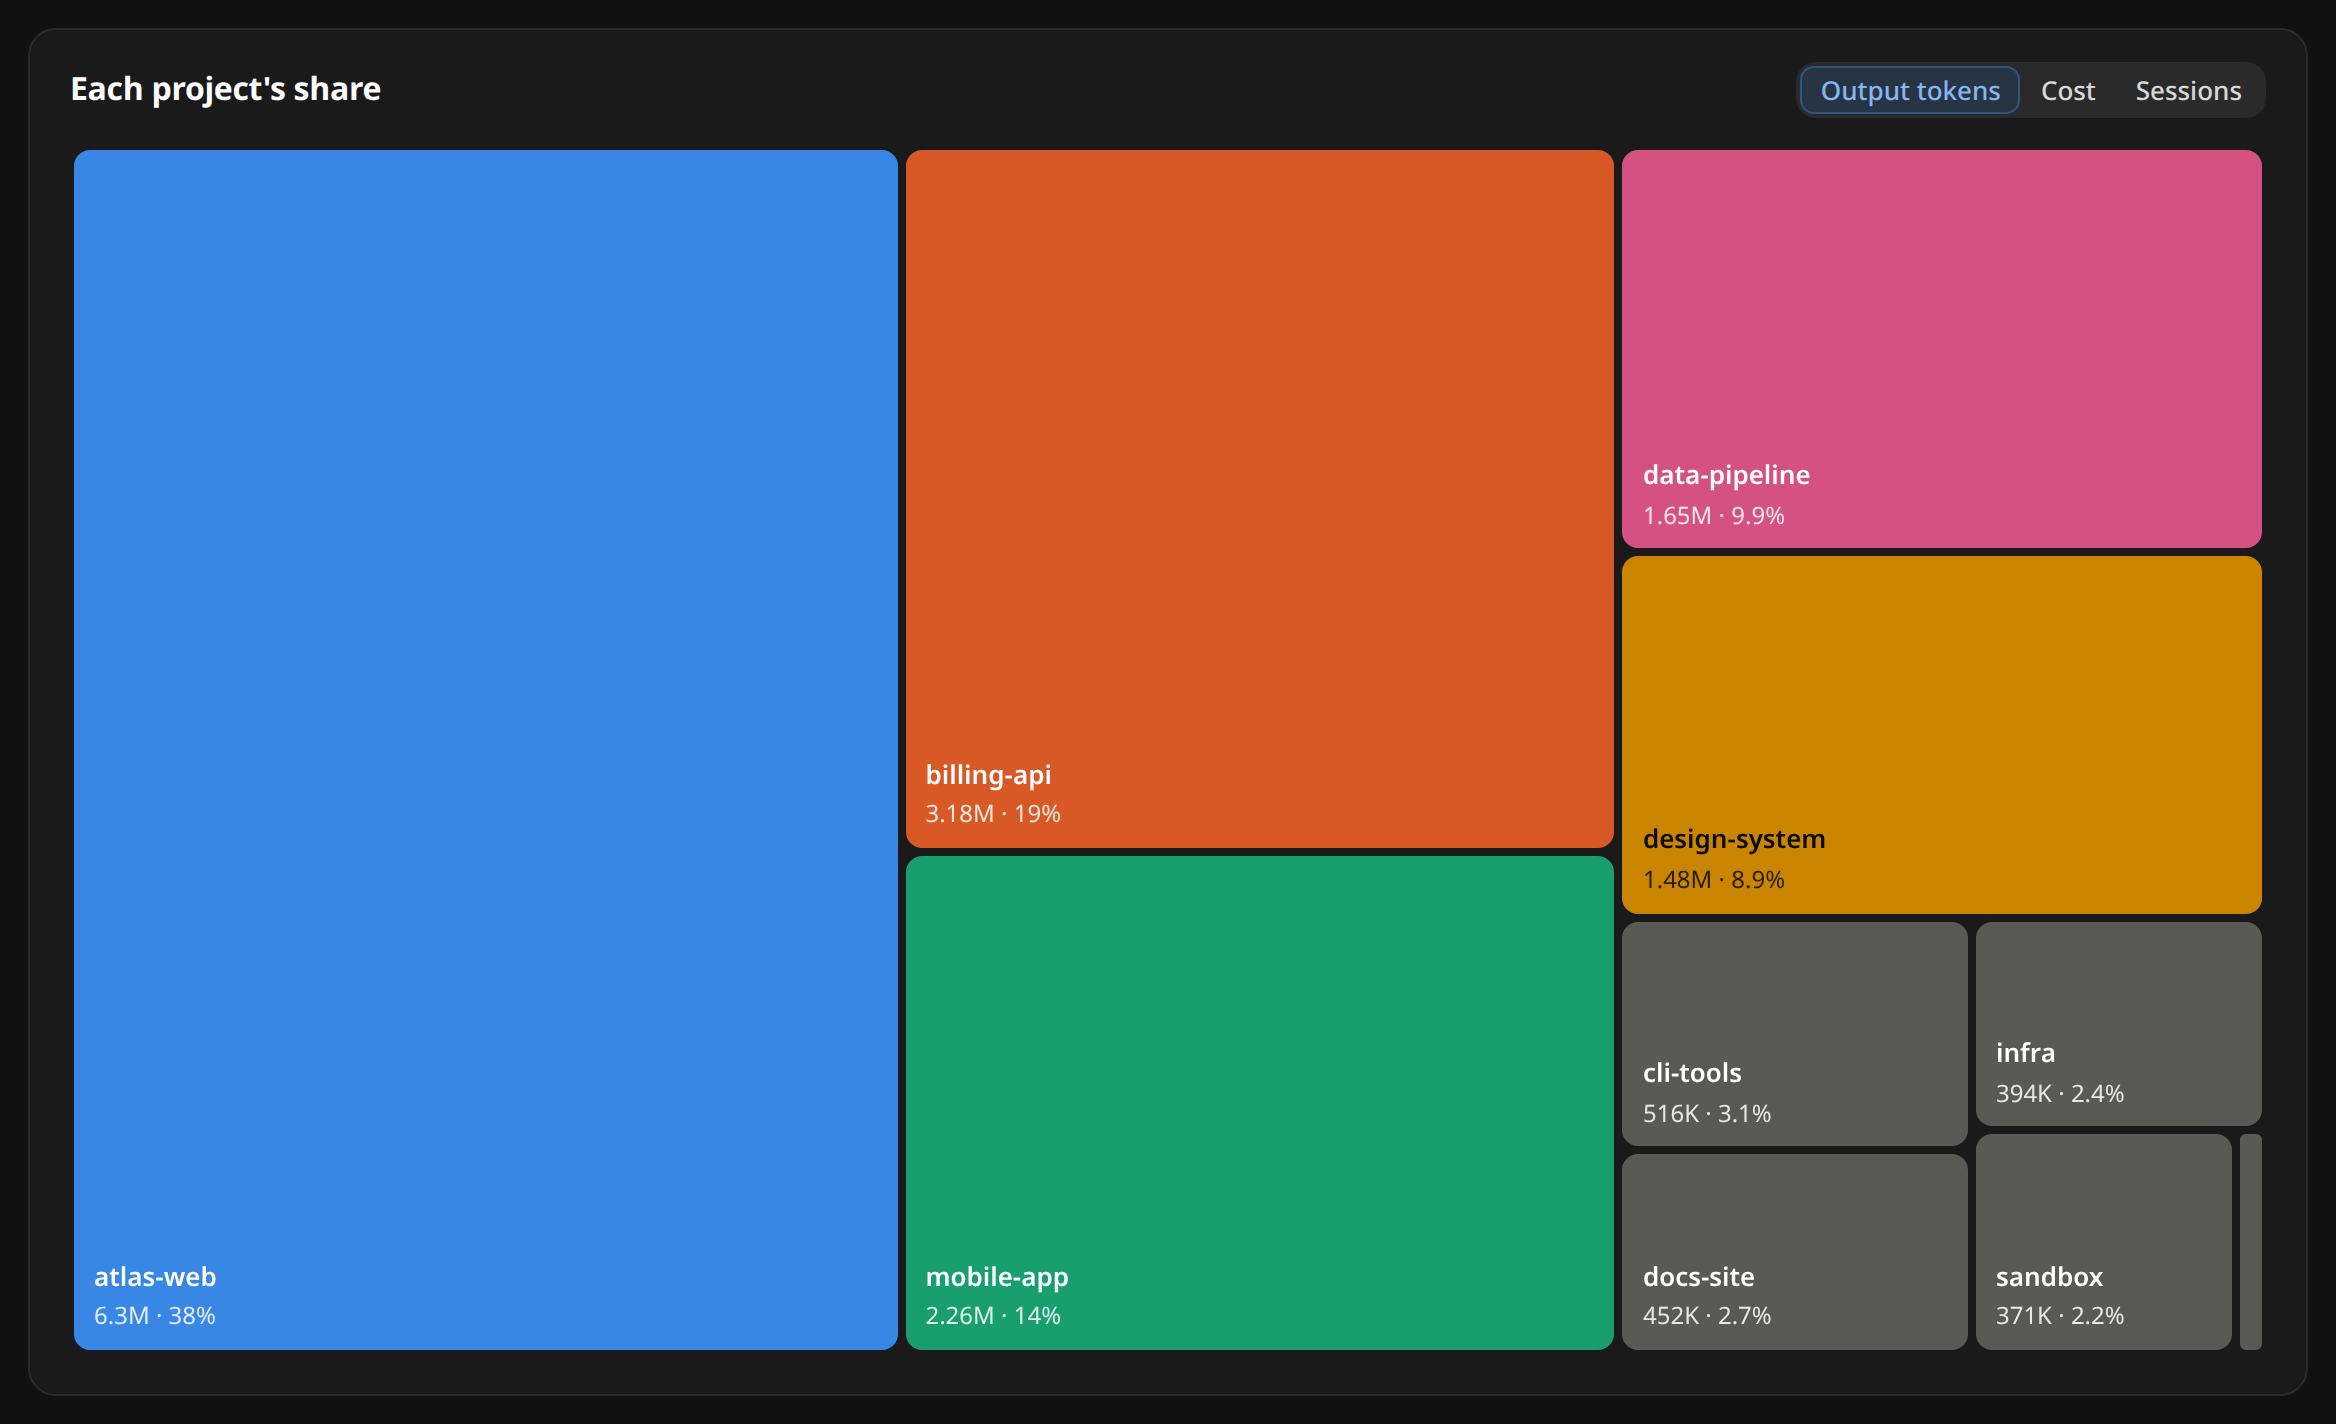 Each project's share
Output tokens
Cost
Sessions
atlas-web
6.3M · 38%
billing-api
3.18M · 19%
mobile-app
2.26M · 14%
data-pipeline
1.65M · 9.9%
design-system
1.48M · 8.9%
cli-tools
516K · 3.1%
infra
394K · 2.4%
docs-site
452K · 2.7%
sandbox
371K · 2.2%